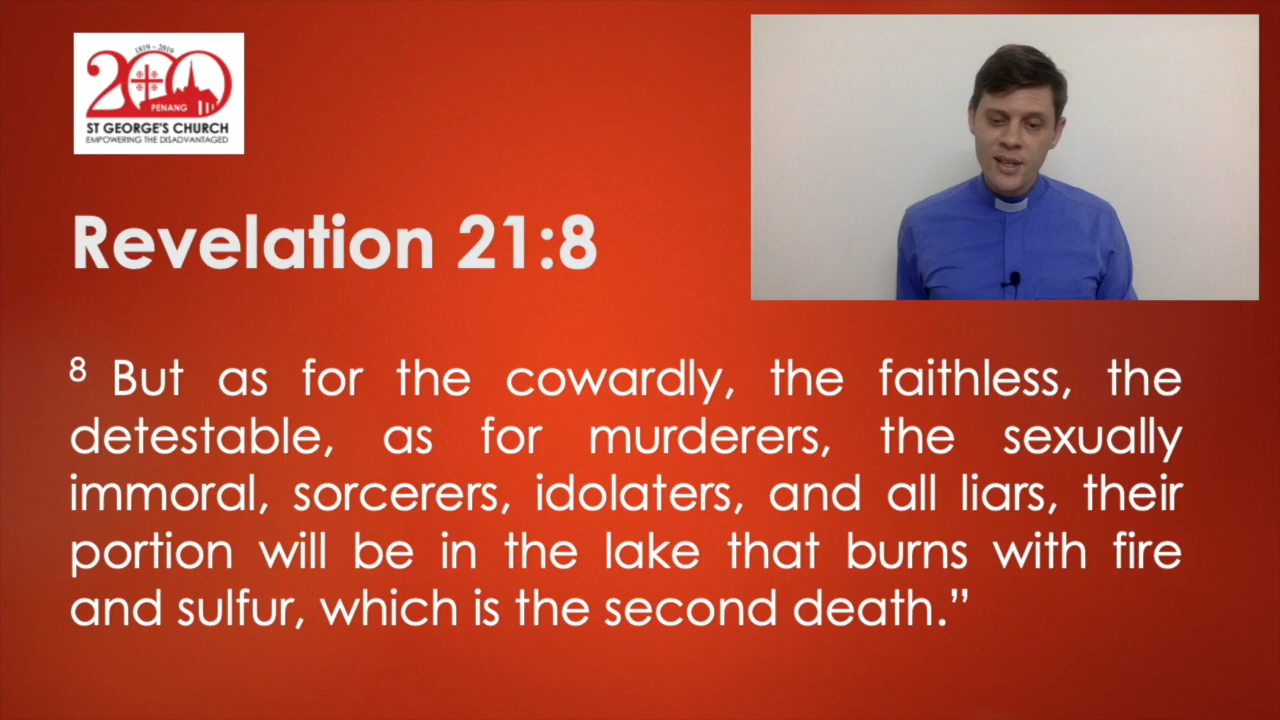 1819 - 2019
200
PENANG
ST GEORGE'S CHURCH
EMPOWERING THE DISADVANTAGED
Revelation 21:8
8 But as for the cowardly, the faithless, the
detestable, as for murderers, the sexually
immoral, sorcerers, idolaters, and all liars, their
portion will be in the lake that burns with fire
and sulfur, which is the second death.”